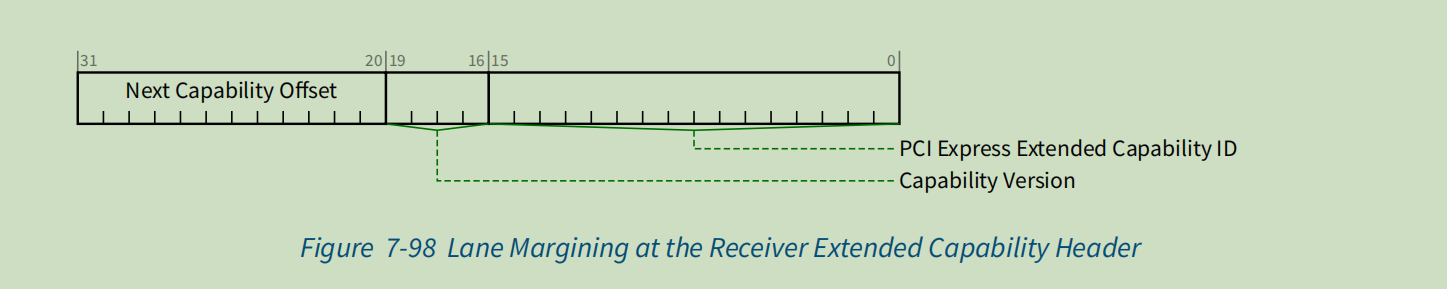 31 20 19 16 15 0
Next Capability Offset
PCI Express Extended Capability ID
Capability Version
Figure 7-98 Lane Margining at the Receiver Extended Capability Header